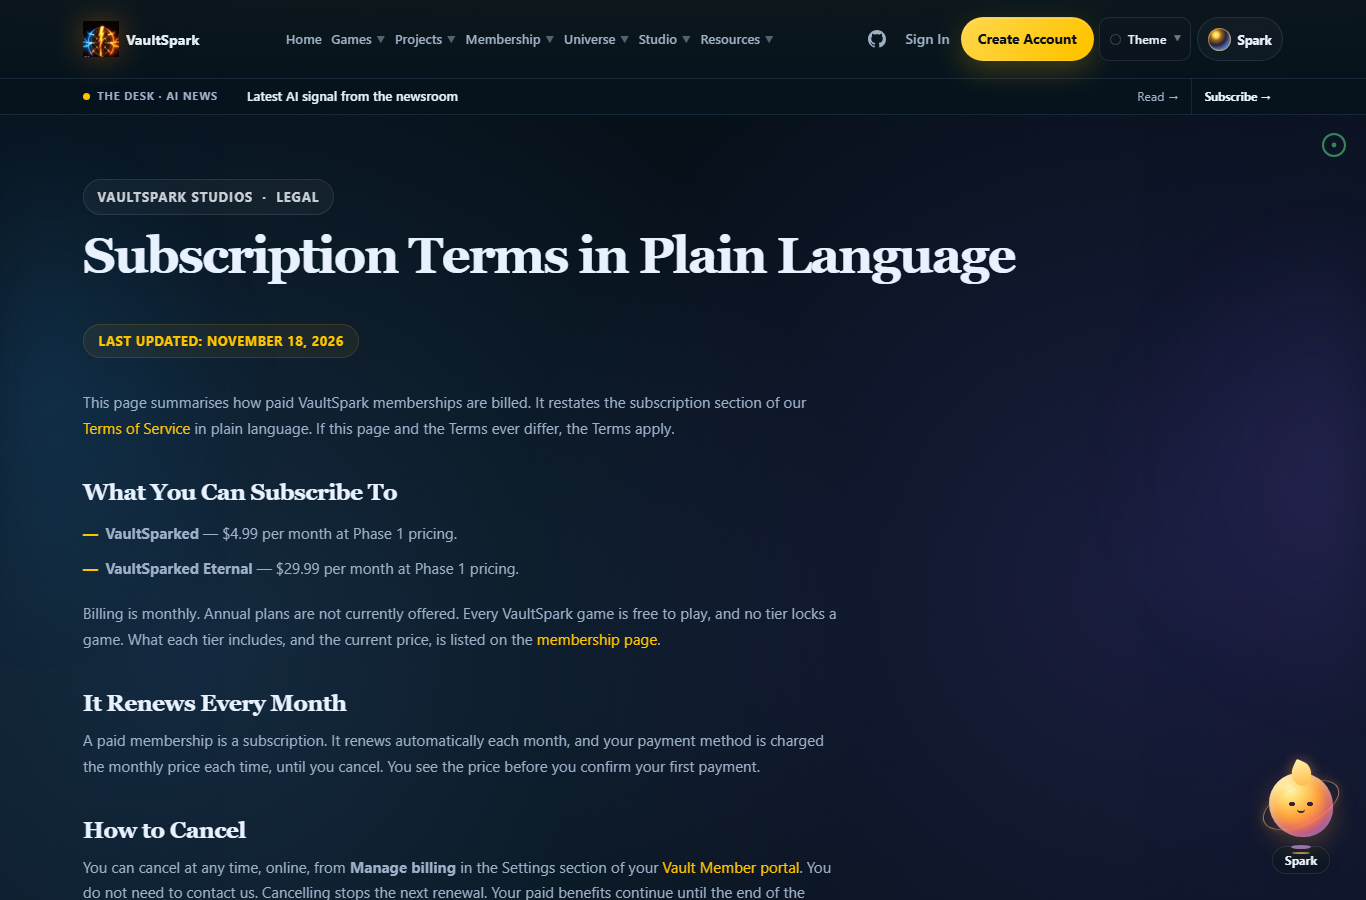 VaultSpark
Home Games Projects Membership Universe Studio Resources
Sign In
Create Account
Theme
Spark
THE DESK · AI NEWS
Latest AI signal from the newsroom
Read →
Subscribe →
VAULTSPARK STUDIOS · LEGAL
Subscription Terms in Plain Language
LAST UPDATED: NOVEMBER 18, 2026
This page summarises how paid VaultSpark memberships are billed. It restates the subscription section of our
Terms of Service in plain language. If this page and the Terms ever differ, the Terms apply.
What You Can Subscribe To
— VaultSparked — $4.99 per month at Phase 1 pricing.
— VaultSparked Eternal — $29.99 per month at Phase 1 pricing.
Billing is monthly. Annual plans are not currently offered. Every VaultSpark game is free to play, and no tier locks a
game. What each tier includes, and the current price, is listed on the membership page.
It Renews Every Month
A paid membership is a subscription. It renews automatically each month, and your payment method is charged
the monthly price each time, until you cancel. You see the price before you confirm your first payment.
How to Cancel
You can cancel at any time, online, from Manage billing in the Settings section of your Vault Member portal. You
do not need to contact us. Cancelling stops the next renewal. Your paid benefits continue until the end of the
Spark